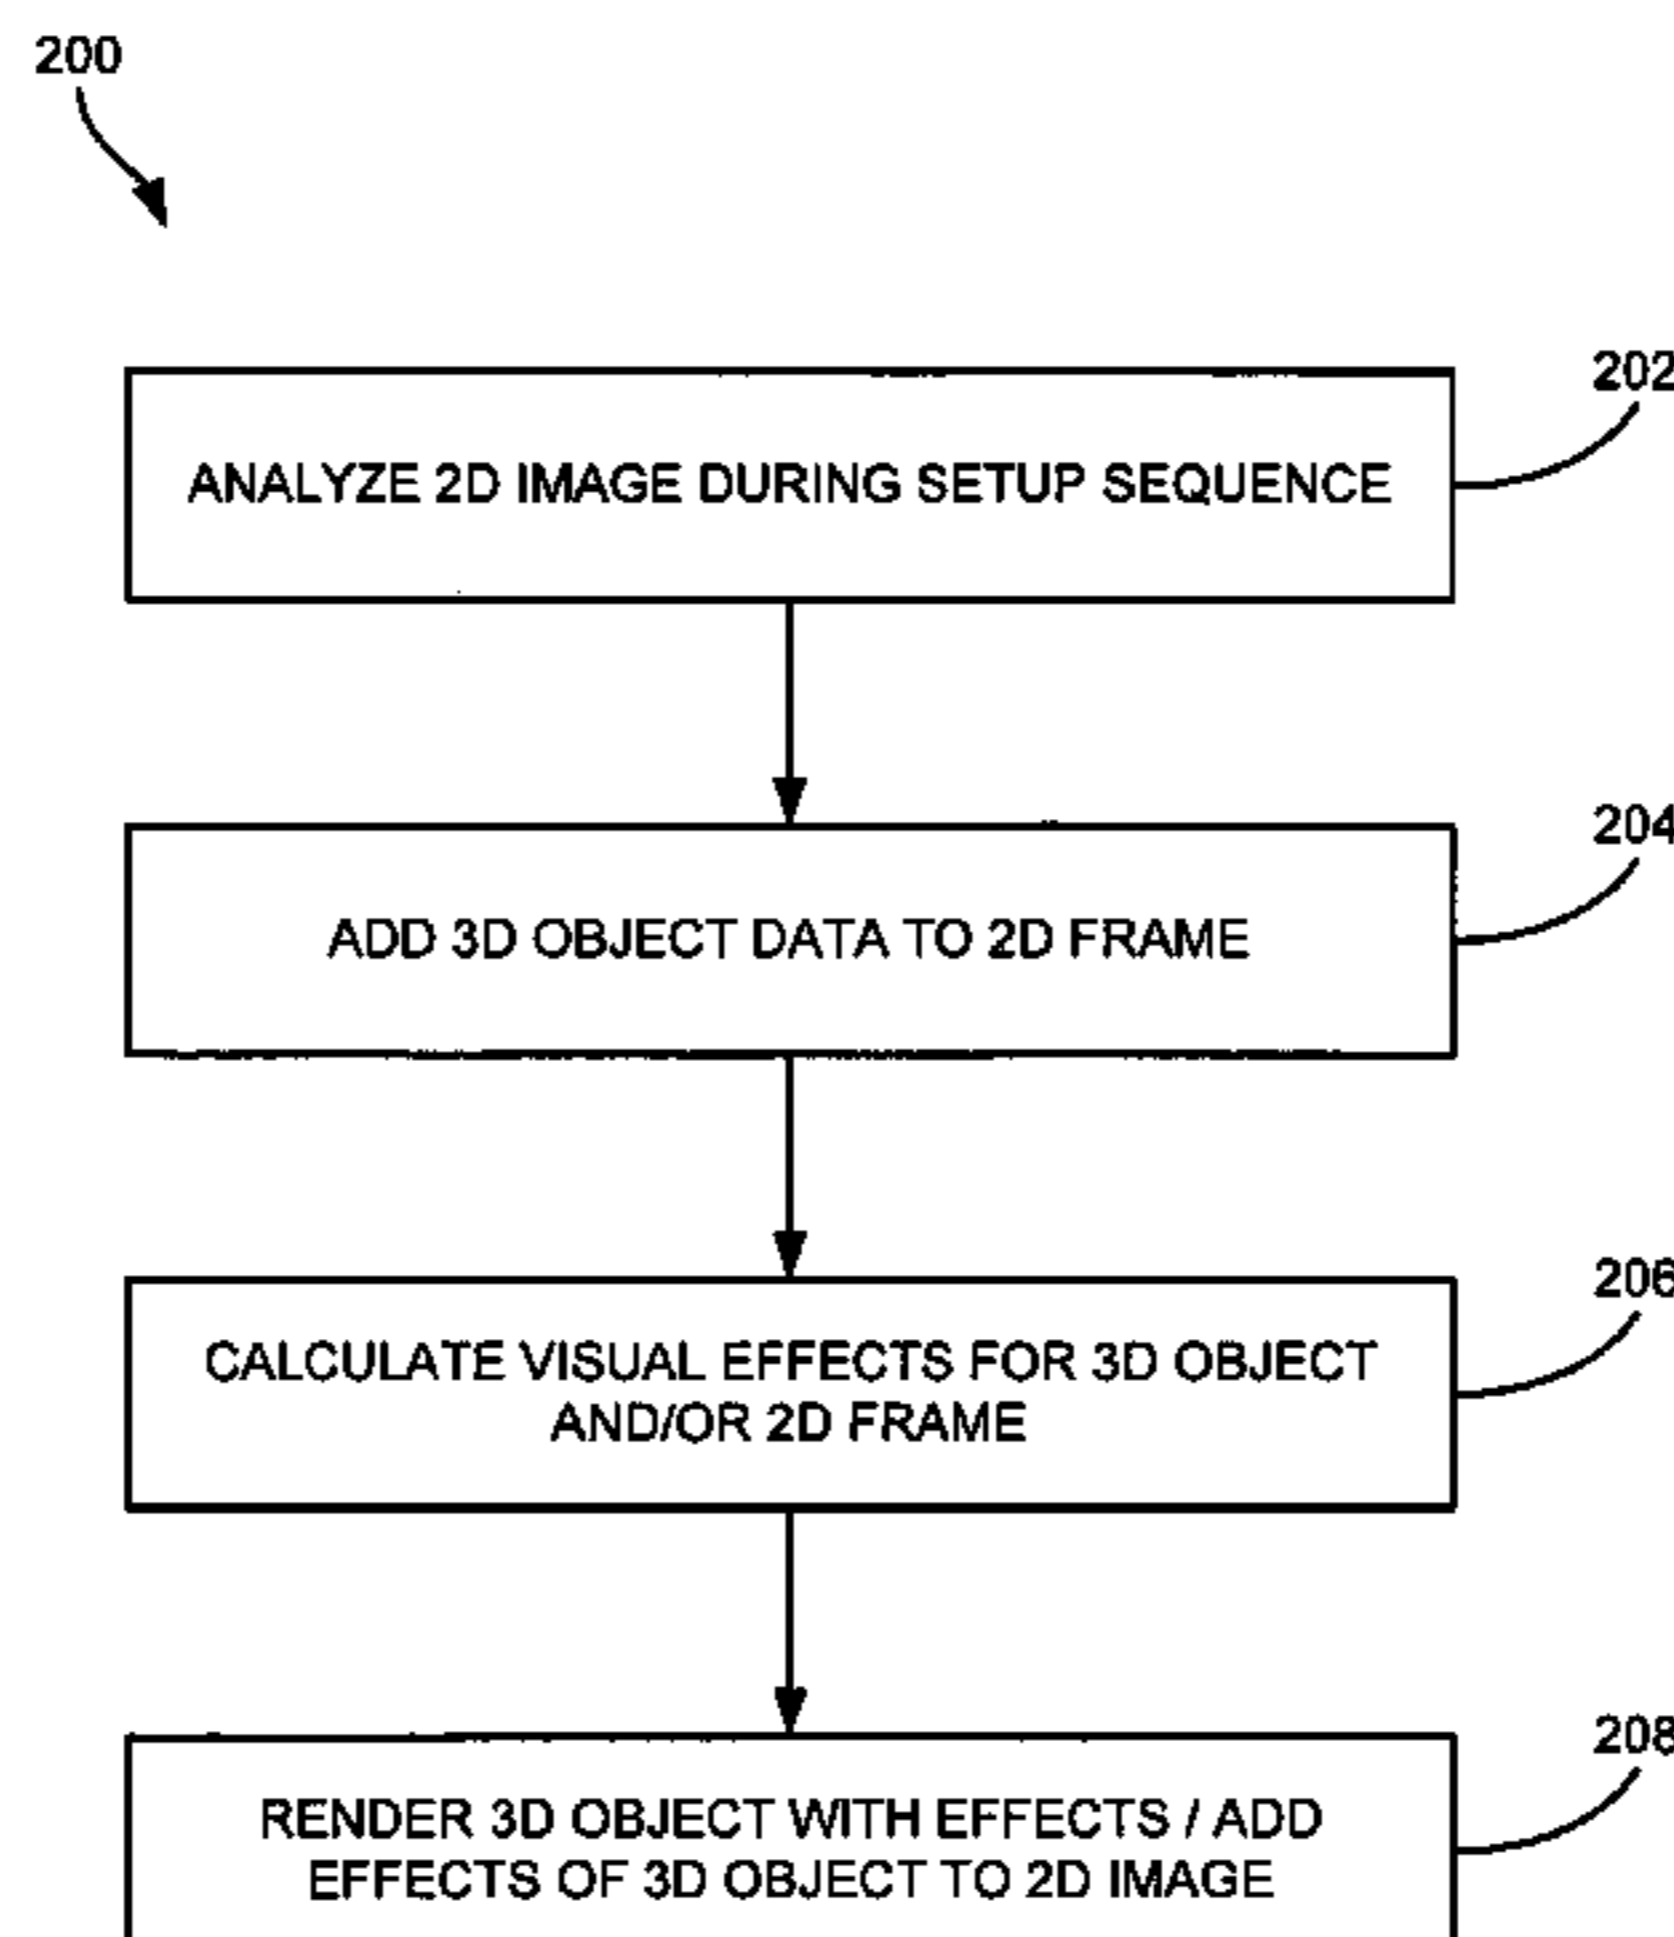 200
202
ANALYZE 2D IMAGE DURING SETUP SEQUENCE
204
ADD 3D OBJECT DATA TO 2D FRAME
206
CALCULATE VISUAL EFFECTS FOR 3D OBJECT
AND/OR 2D FRAME
208
RENDER 3D OBJECT WITH EFFECTS / ADD
EFFECTS OF 3D OBJECT TO 2D IMAGE